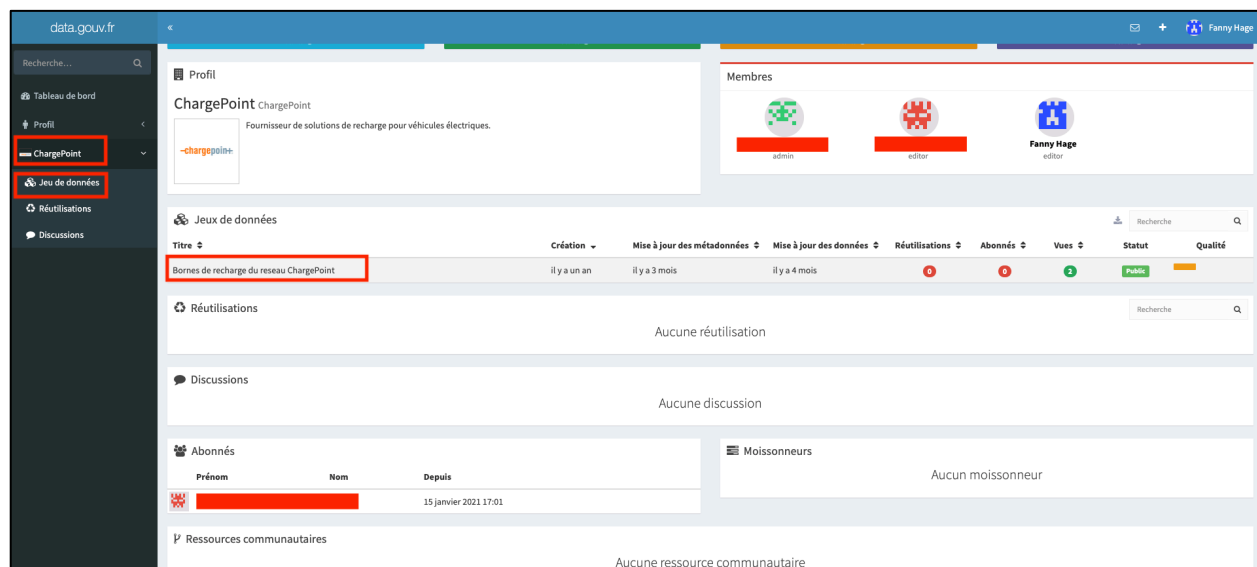 data.gouv.fr
«
Fanny Hage
Recherche...
Tableau de bord
Profil
ChargePoint
Jeu de données
Réutilisations
Discussions
Profil
ChargePoint ChargePoint
Fournisseur de solutions de recharge pour véhicules électriques.
-chargepoin+
Membres
admin
editor
Fanny Hage
editor
Jeux de données
Recherche
Titre Création Mise à jour des métadonnées Mise à jour des données Réutilisations Abonnés Vues Statut Qualité
Bornes de recharge du reseau ChargePoint il y a un an il y a 3 mois il y a 4 mois 0 0 2 Public
Réutilisations
Recherche
Aucune réutilisation
Discussions
Aucune discussion
Abonnés
Prénom Nom Depuis
15 janvier 2021 17:01
Moissonneurs
Aucun moissonneur
Ressources communautaires
Aucune ressource communautaire